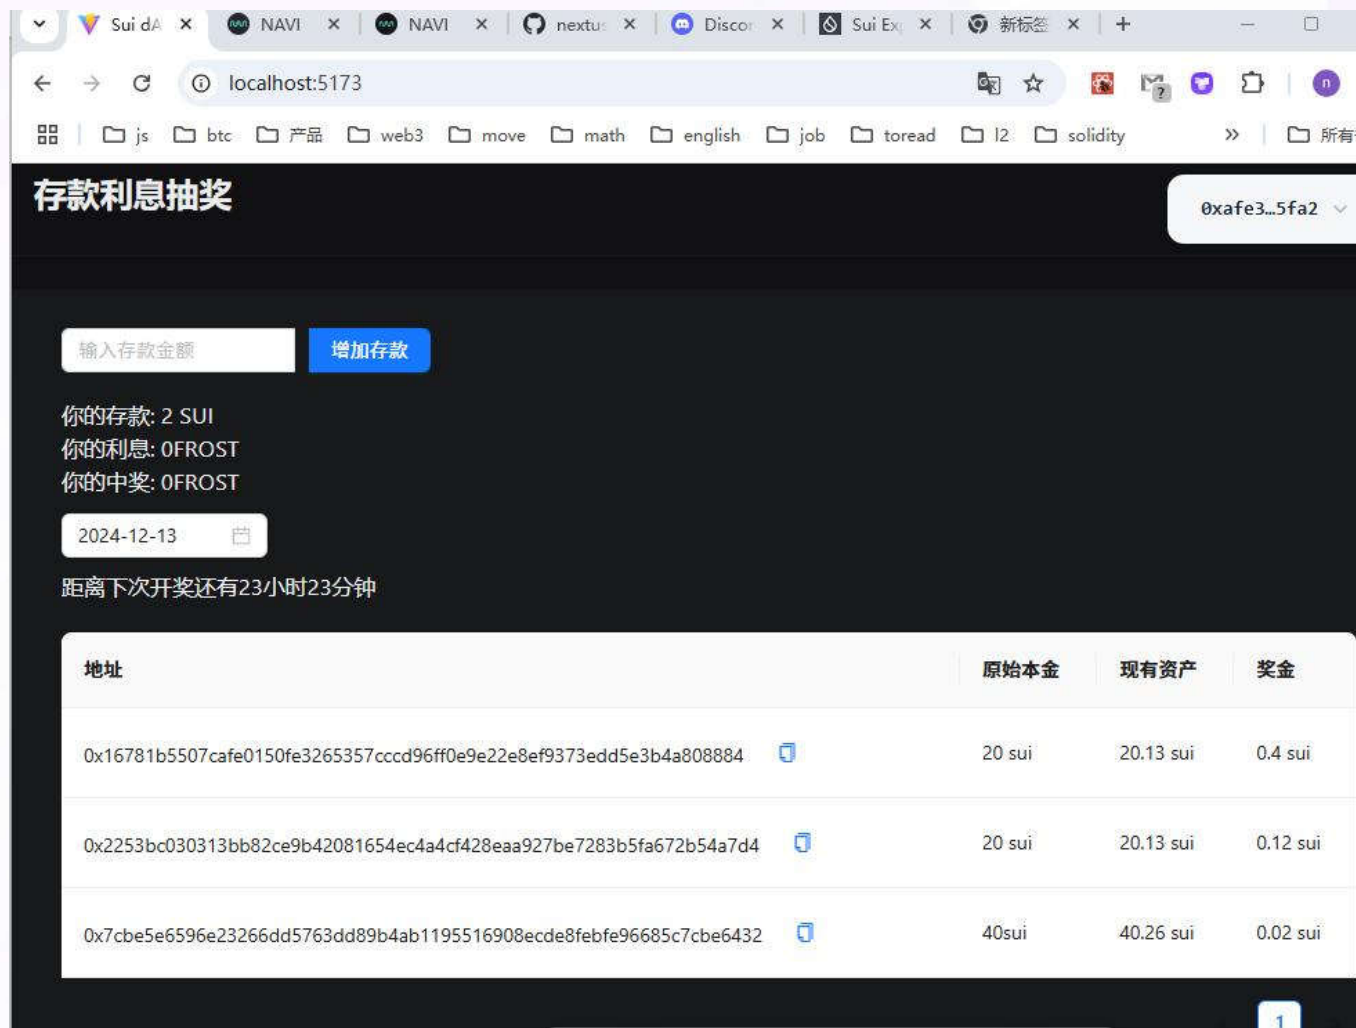 Sui dA
NAVI
NAVI
nextu
Discor
Sui Ex
新标签
localhost:5173
js
btc
产品
web3
move
math
english
job
toread
l2
solidity
所有
存款利息抽奖
0xafe3…5fa2
输入存款金额
增加存款
你的存款: 2 SUI
你的利息: 0FROST
你的中奖: 0FROST
2024-12-13
距离下次开奖还有23小时23分钟
地址 原始本金 现有资产 奖金
0x16781b5507cafe0150fe3265357cccd96ff0e9e22e8ef9373edd5e3b4a808884 20 sui 20.13 sui 0.4 sui
0x2253bc030313bb82ce9b42081654ec4a4cf428eaa927be7283b5fa672b54a7d4 20 sui 20.13 sui 0.12 sui
0x7cbe5e6596e23266dd5763dd89b4ab1195516908ecde8febfe96685c7cbe6432 40sui 40.26 sui 0.02 sui
1